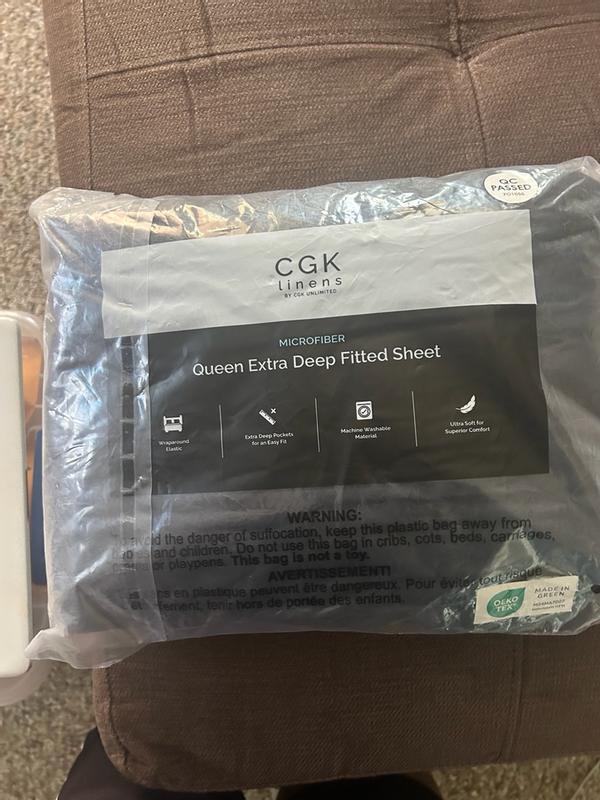 QC
PASSED
CGK
linens
BY CGK UNLIMITED
MICROFIBER
Queen Extra Deep Fitted Sheet
Wraparound
Elastic
Extra Deep Pockets
for an Easy Fit
Machine Washable
Material
Ultra Soft for
Superior Comfort
WARNING:
avoid the danger of suffocation, keep this plastic bag away from
babies and children. Do not use this bag in cribs, cots, beds, carriages,
or playpens. This bag is not a toy.
AVERTISSEMENT!
sacs en plastique peuvent être dangereux. Pour éviter tout risque
tenir hors de portée des enfants.
OEKO
TEX®
MADE IN
GREEN